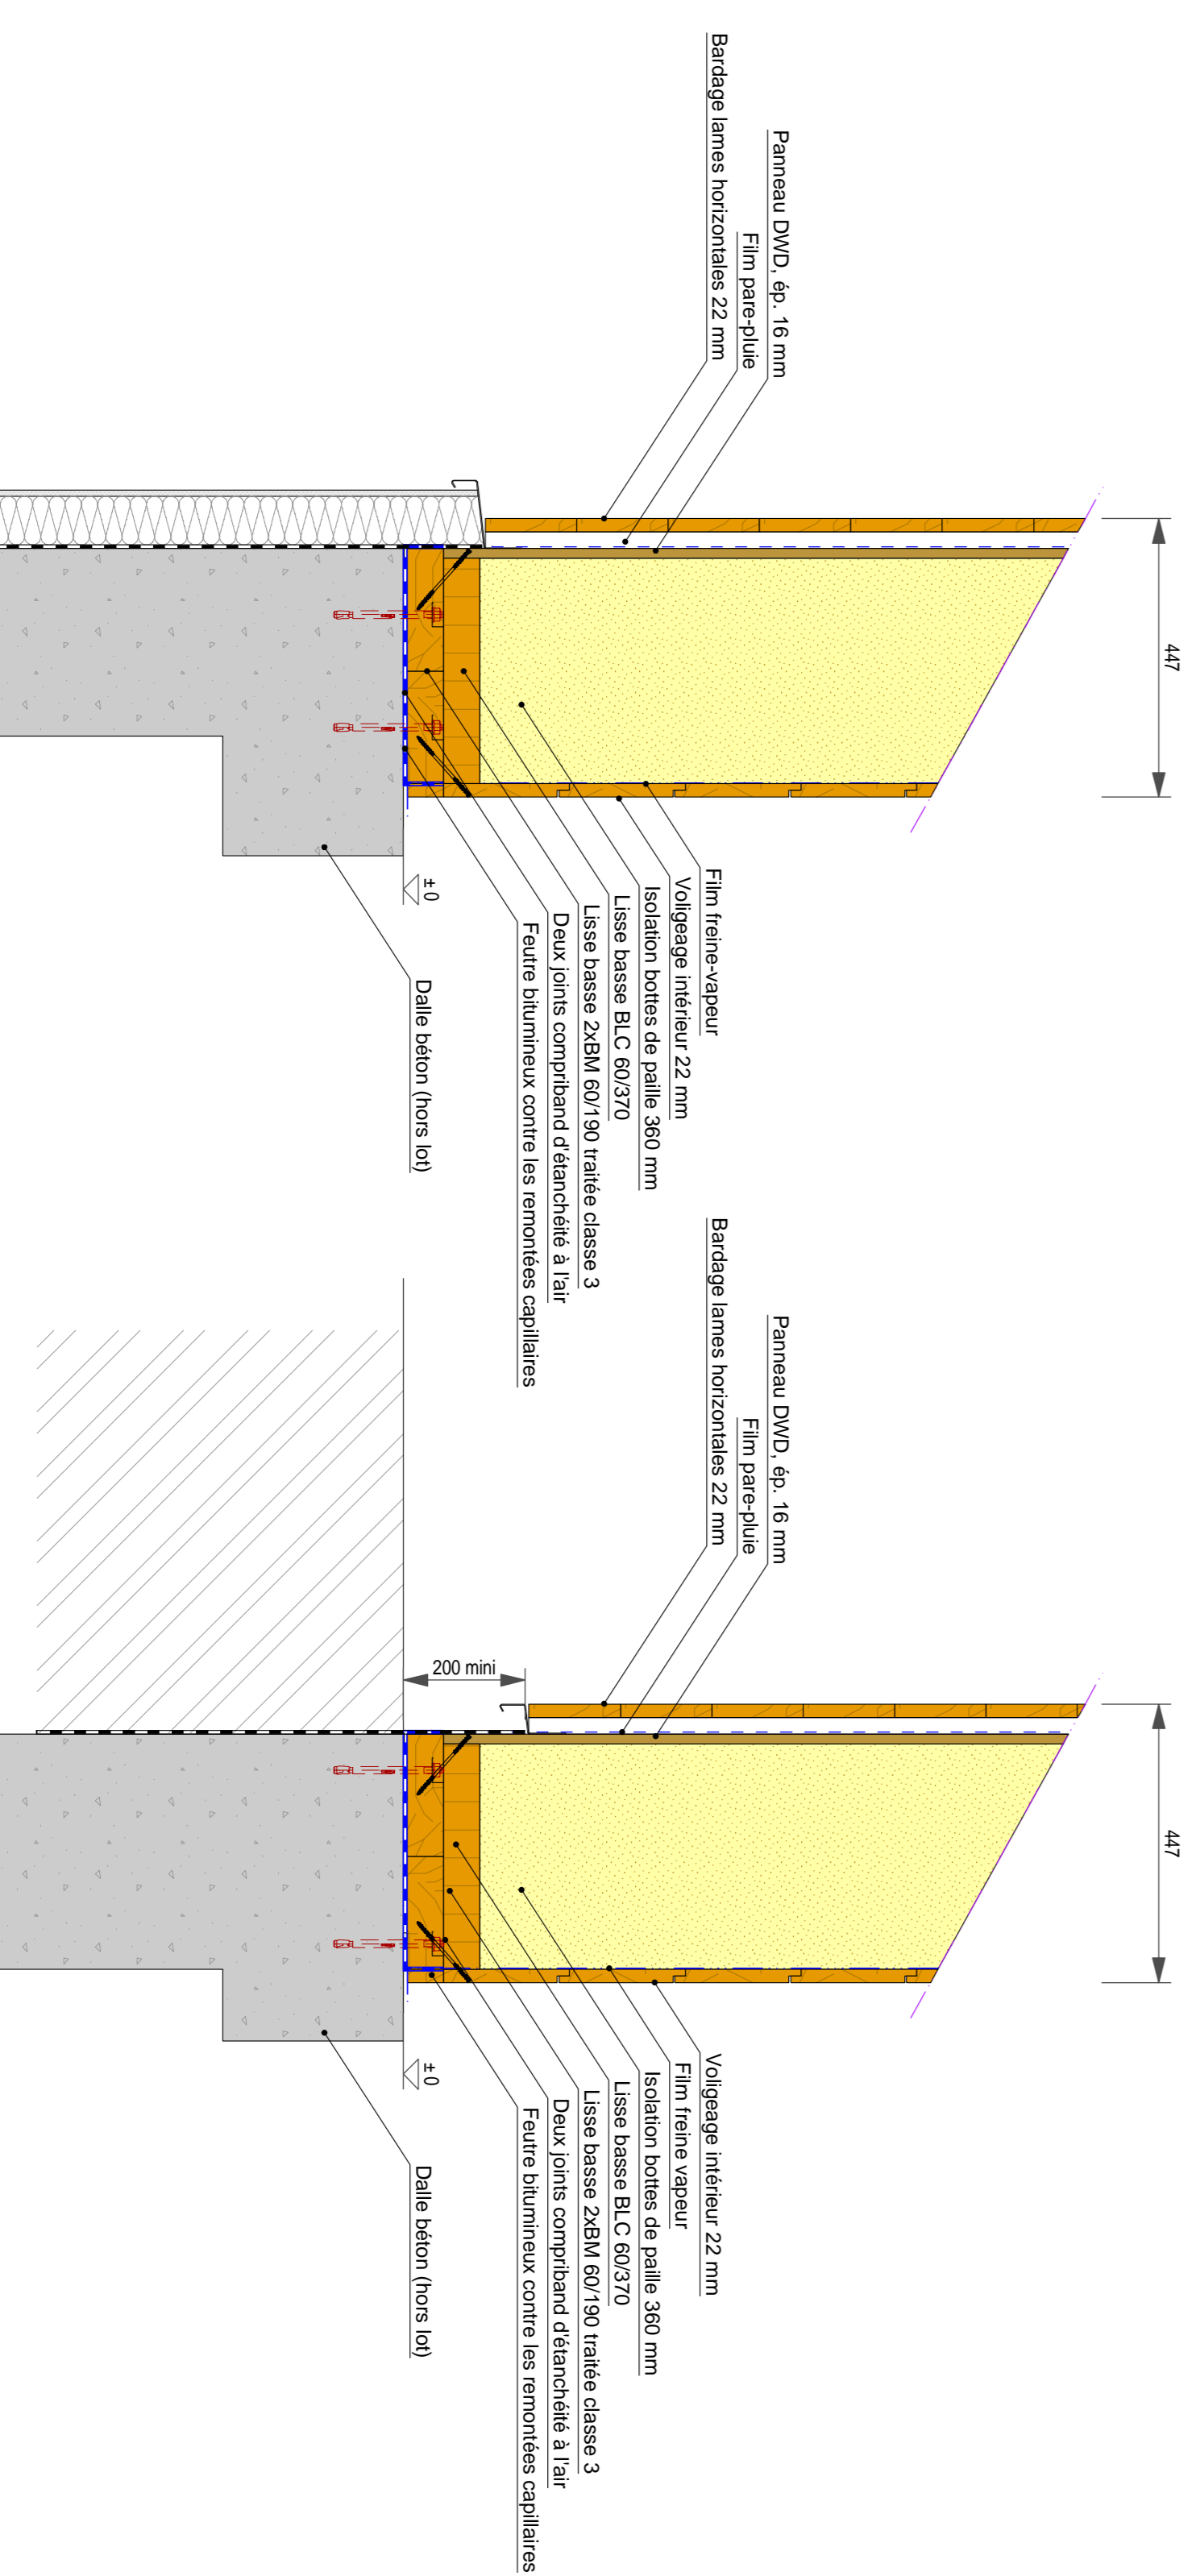 447
Panneau DWD, ép. 16 mm
Film pare-pluie
Bardage lames horizontales 22 mm
Film freine-vapeur
Voligeage intérieur 22 mm
Isolation bottes de paille 360 mm
Lisse basse BLC 60/370
Lisse basse 2xBM 60/190 traitée classe 3
Deux joints compriband d'étanchéité à l'air
Feutre bitumineux contre les remontées capillaires
±0
Dalle béton (hors lot)
447
Panneau DWD, ép. 16 mm
Film pare-pluie
Bardage lames horizontales 22 mm
200 mini
Voligeage intérieur 22 mm
Film freine vapeur
Isolation bottes de paille 360 mm
Lisse basse BLC 60/370
Lisse basse 2xBM 60/190 traitée classe 3
Deux joints compriband d'étanchéité à l'air
Feutre bitumineux contre les remontées capillaires
±0
Dalle béton (hors lot)